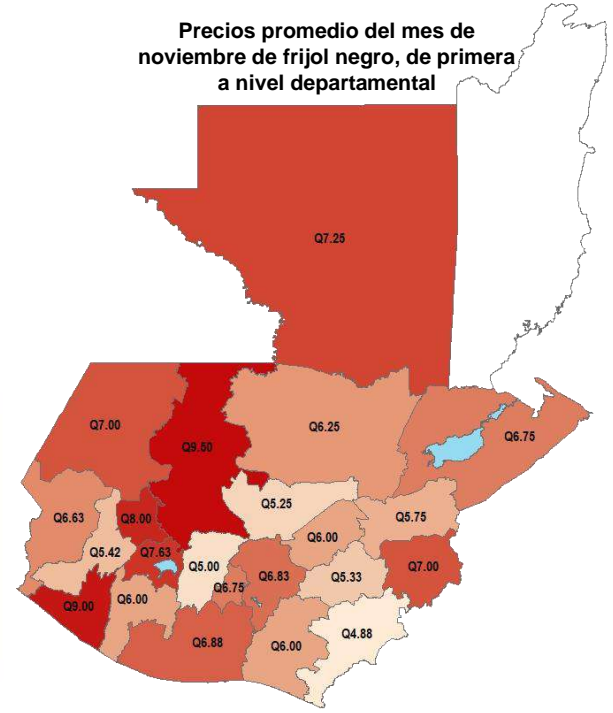 Precios promedio del mes de
noviembre de frijol negro, de primera
a nivel departamental
Q7.25
Q7.00
Q9.50
Q6.25
Q6.75
Q6.63
Q8.00
Q5.25
Q5.75
Q5.42
Q7.63
Q5.00
Q6.00
Q7.00
Q6.75
Q6.83
Q5.33
Q9.00
Q6.00
Q6.88
Q6.00
Q4.88